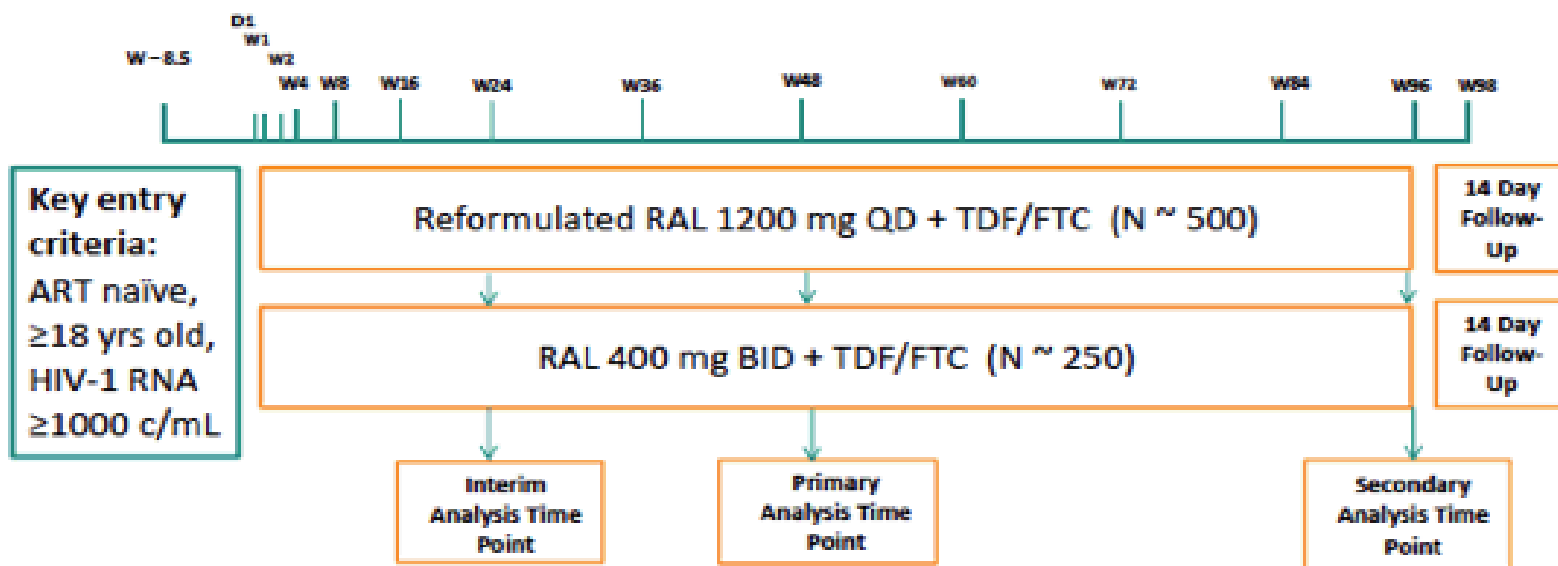 D1
W1
W2
W –8.5
W4 W8 W16 W24 W36 W48 W60 W72 W84 W96 W98
Key entry
criteria:
ART naïve,
≥18 yrs old,
HIV-1 RNA
≥1000 c/mL
Reformulated RAL 1200 mg QD + TDF/FTC (N ~ 500)
14 Day
Follow-
Up
RAL 400 mg BID + TDF/FTC (N ~ 250)
14 Day
Follow-
Up
Interim
Analysis Time
Point
Primary
Analysis Time
Point
Secondary
Analysis Time
Point